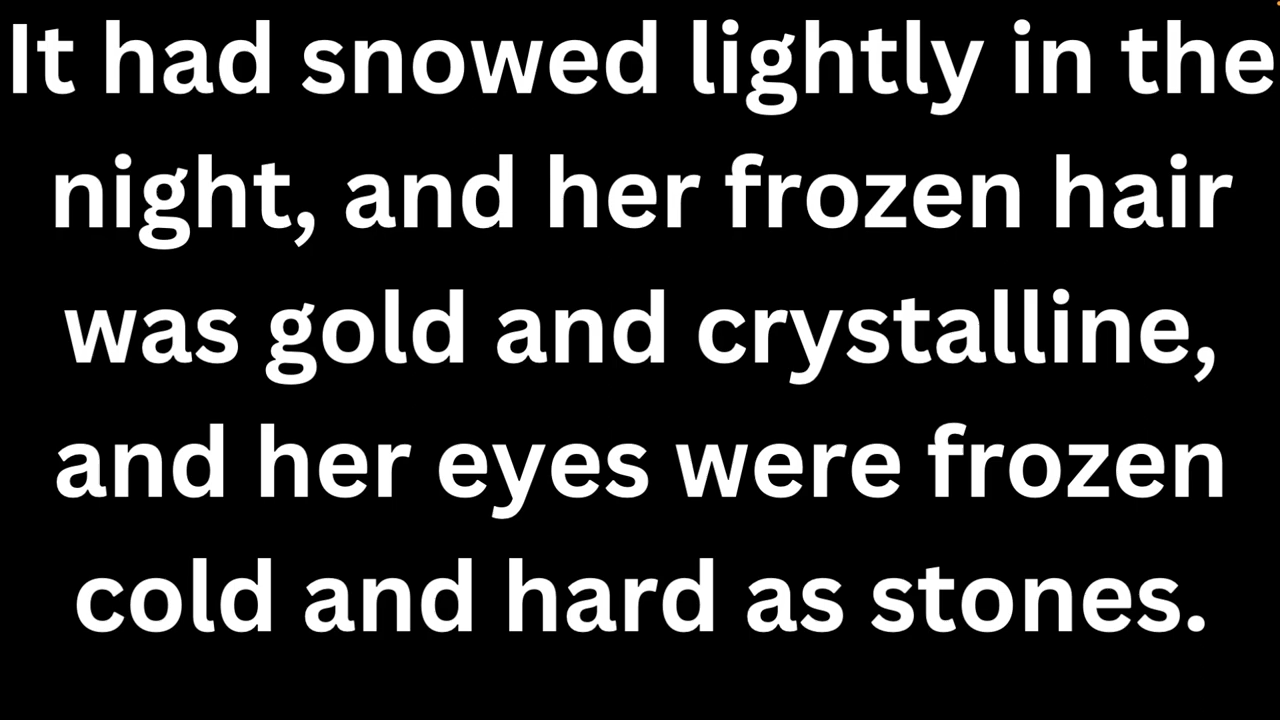 It had snowed lightly in the
night, and her frozen hair
was gold and crystalline,
and her eyes were frozen
cold and hard as stones.